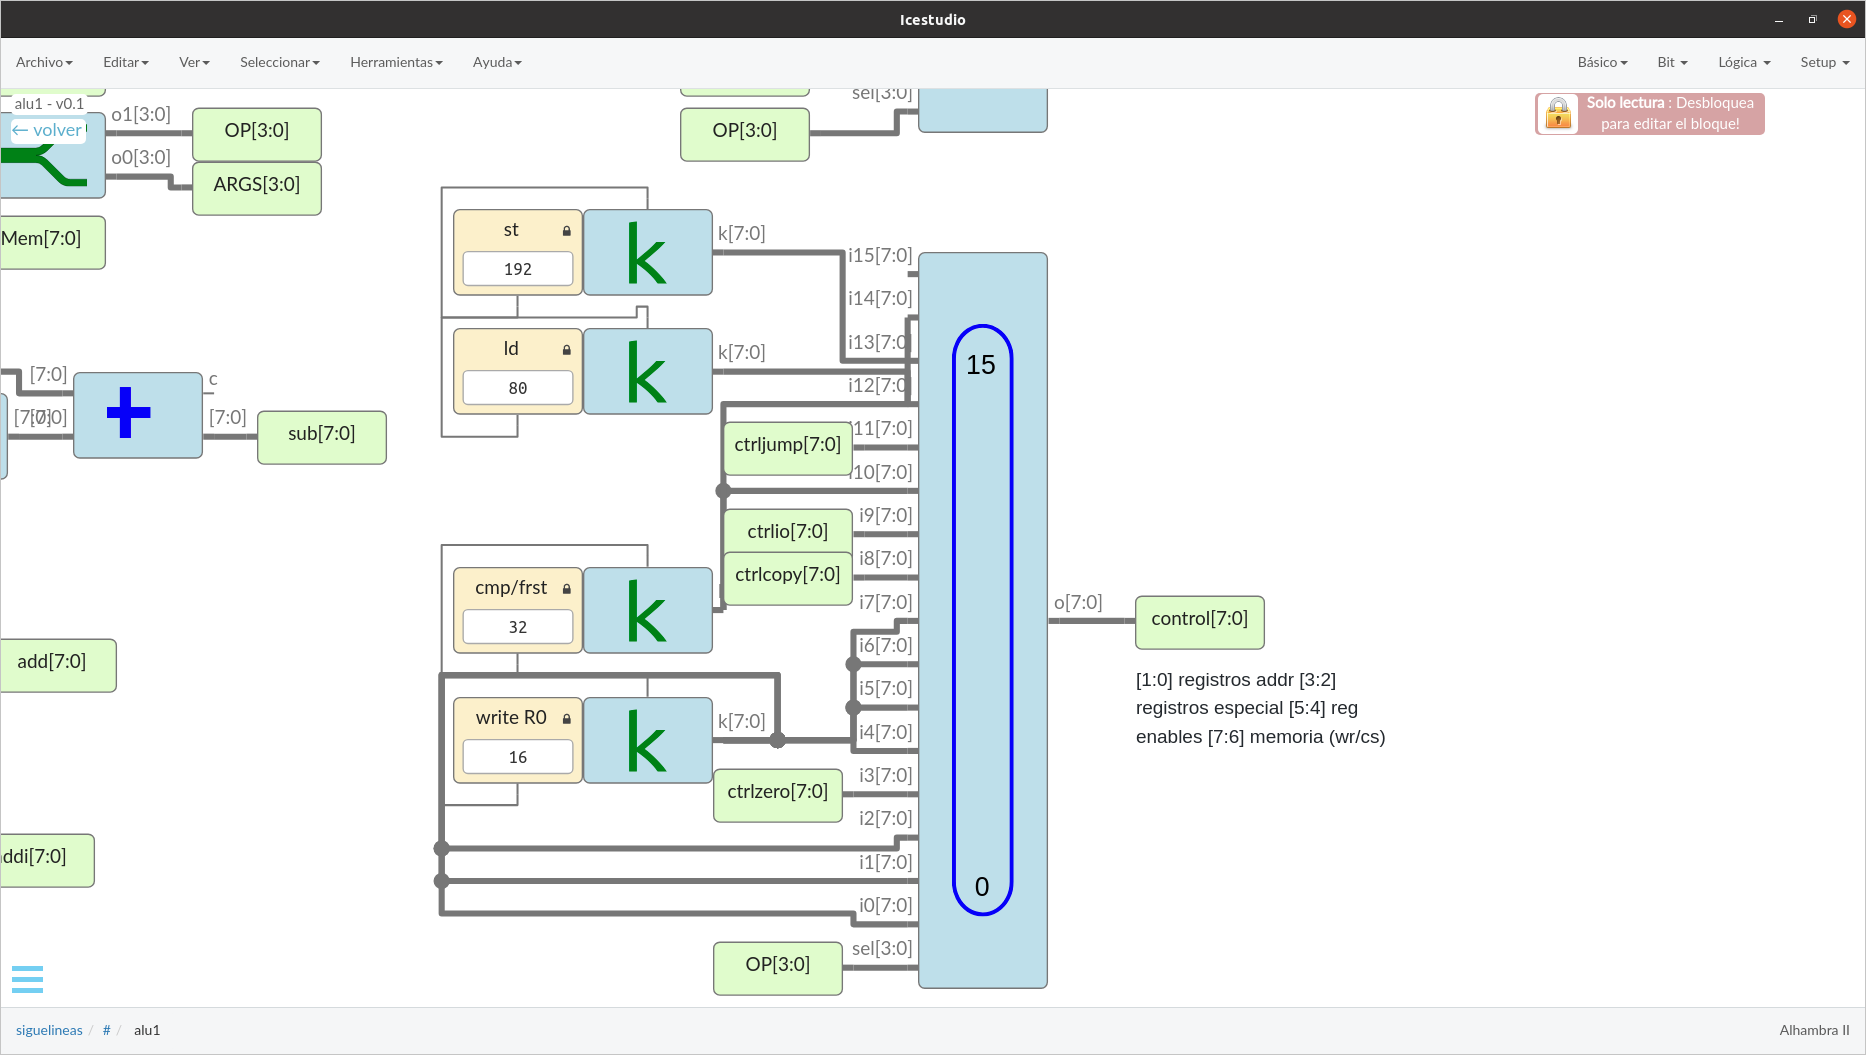 Icestudio
Archivo Editar Ver Seleccionar Herramientas Ayuda Básico Bit Lógica Setup
alu1 - v0.1
← volver
o1[3:0]
OP[3:0]
o0[3:0]
ARGS[3:0]
Mem[7:0]
sel[3:0]
OP[3:0]
Solo lectura : Desbloquea
para editar el bloque!
st
192
k[7:0]
ld
80
k[7:0]
[7:0]
c
[7:0]
[7:0]
sub[7:0]
cmp/frst
32
write R0
16
k[7:0]
add[7:0]
ddi[7:0]
ctrljump[7:0]
ctrlio[7:0]
ctrlcopy[7:0]
ctrlzero[7:0]
OP[3:0]
i15[7:0]
i14[7:0]
i13[7:0]
i12[7:0]
i11[7:0]
i10[7:0]
i9[7:0]
i8[7:0]
i7[7:0]
i6[7:0]
i5[7:0]
i4[7:0]
i3[7:0]
i2[7:0]
i1[7:0]
i0[7:0]
sel[3:0]
15
0
o[7:0]
control[7:0]
[1:0] registros addr [3:2]
registros especial [5:4] reg
enables [7:6] memoria (wr/cs)
siguelineas / # / alu1
Alhambra II